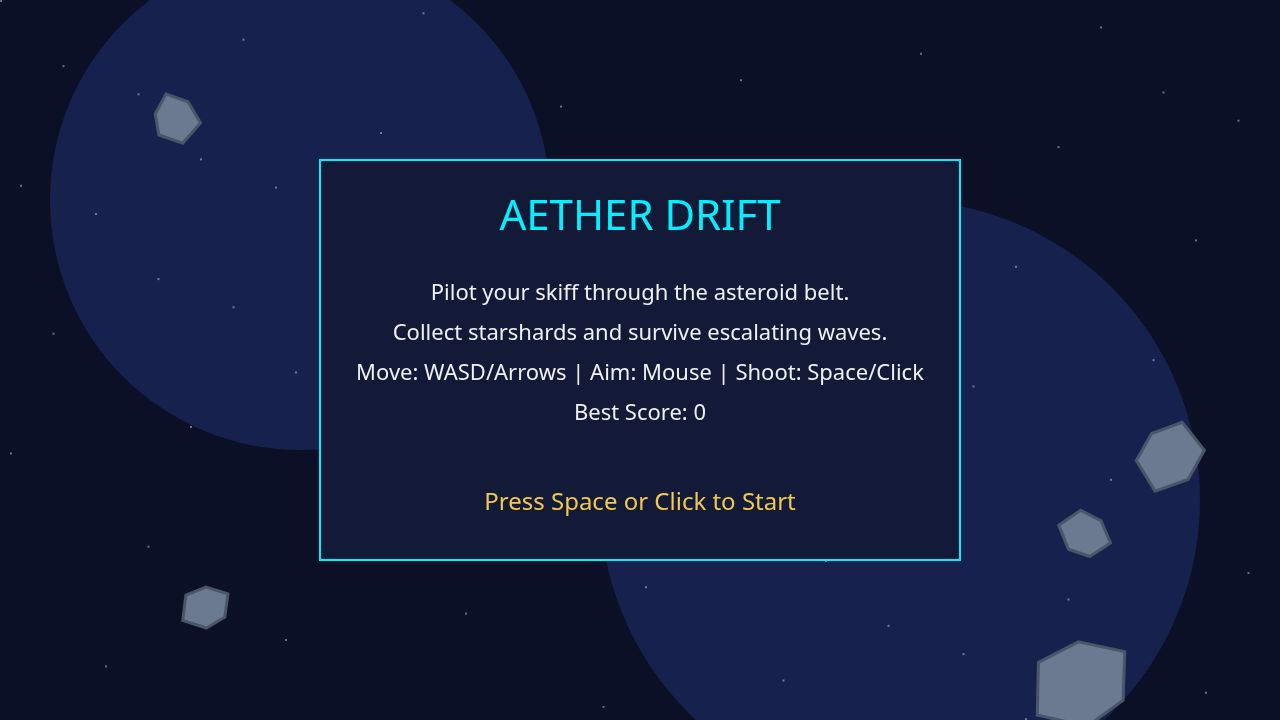 AETHER DRIFT
Pilot your skiff through the asteroid belt.
Collect starshards and survive escalating waves.
Move: WASD/Arrows | Aim: Mouse | Shoot: Space/Click
Best Score: 0
Press Space or Click to Start